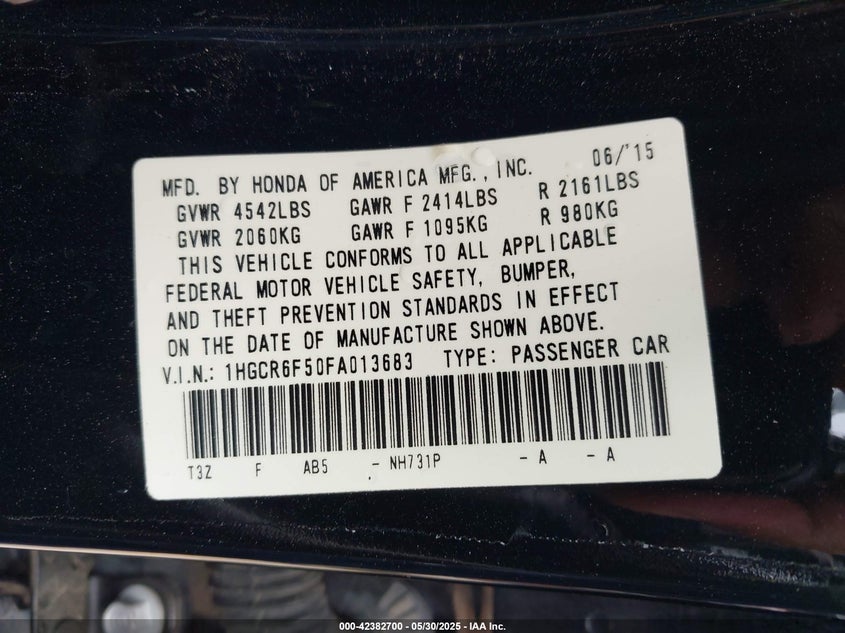 MFD. BY HONDA OF AMERICA MFG., INC. 06/'15
GVWR 4542LBS GAWR F 2414LBS R 2161LBS
GVWR 2060KG GAWR F 1095KG R 980KG
THIS VEHICLE CONFORMS TO ALL APPLICABLE
FEDERAL MOTOR VEHICLE SAFETY, BUMPER,
AND THEFT PREVENTION STANDARDS IN EFFECT
ON THE DATE OF MANUFACTURE SHOWN ABOVE.
V.I.N.: 1HGCR6F50FA013683 TYPE: PASSENGER CAR
T3Z F AB5 - NH731P - A - A
000-42382700 - 05/30/2025 - IAA Inc.